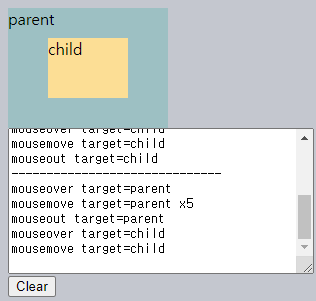 parent
child
mouseover target=child
mousemove target=child
mouseout target=child
------------------------------
mouseover target=parent
mousemove target=parent x5
mouseout target=parent
mouseover target=child
mousemove target=child
Clear